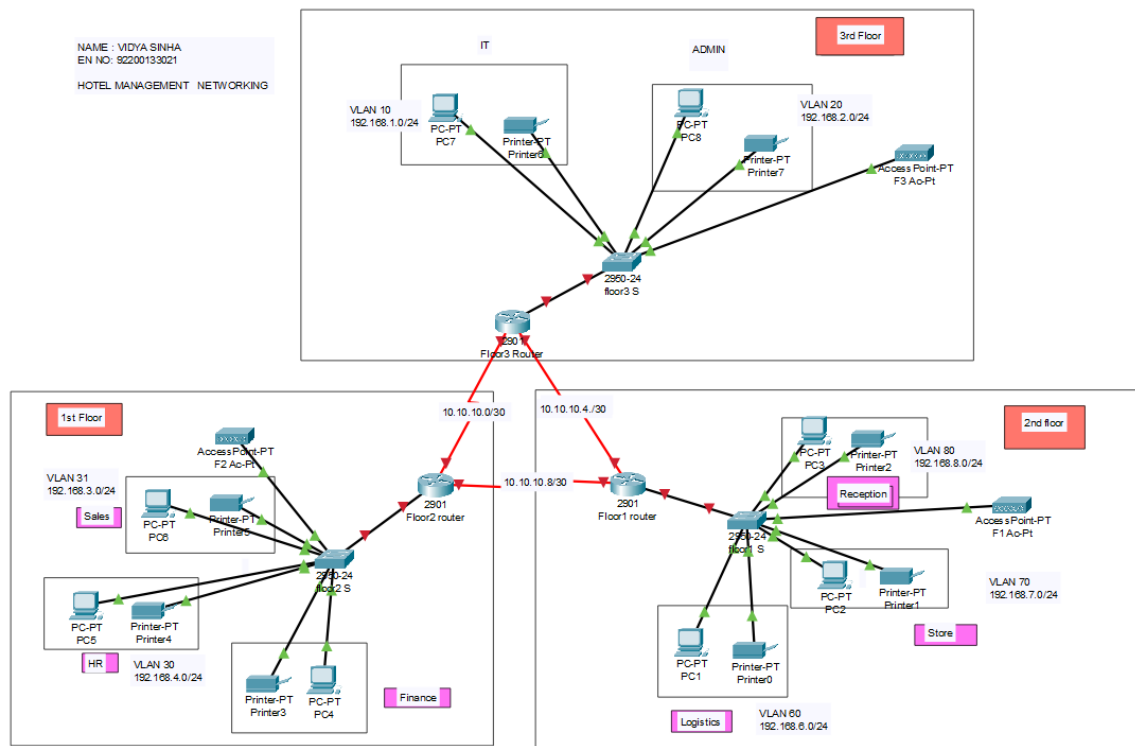 NAME : VIDYA SINHA
EN NO: 92200133021
HOTEL MANAGEMENT NETWORKING
3rd Floor
IT
ADMIN
VLAN 10
192.168.1.0/24
PC-PT
PC7
Printer-PT
Printer6
PC-PT
PC8
Printer-PT
Printer7
VLAN 20
192.168.2.0/24
Access Point-PT
F3 Ac-Pt
2950-24
floor3 S
2901
Floor3 Router
10.10.10.0/30
10.10.10.4./30
10.10.10.8/30
1st Floor
Access Point-PT
F2 Ac-Pt
VLAN 31
192.168.3.0/24
Sales
PC-PT
PC6
Printer-PT
Printer5
2901
Floor2 router
2950-24
floor2 S
PC-PT
PC5
Printer-PT
Printer4
HR
VLAN 30
192.168.4.0/24
Printer-PT
Printer3
PC-PT
PC4
Finance
2nd floor
PC-PT
PC3
Printer-PT
Printer2
VLAN 80
192.168.8.0/24
Reception
2901
Floor1 router
2950-24
floor1 S
Access Point-PT
F1 Ac-Pt
PC-PT
PC2
Printer-PT
Printer1
VLAN 70
192.168.7.0/24
Store
PC-PT
PC1
Printer-PT
Printer0
Logistics
VLAN 60
192.168.6.0/24